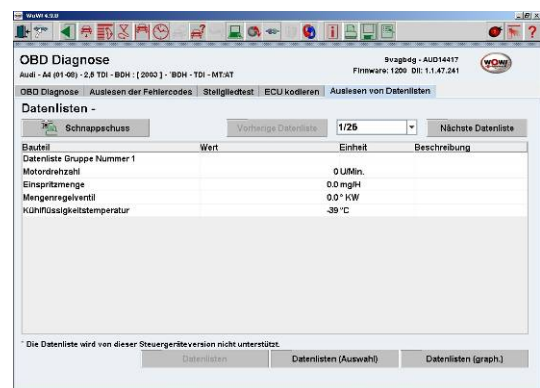 WoW! 4.9.0
OBD Diagnose
Audi - A4 (01-08) - 2,5 TDI - BDH : [ 2003 ] - 'BDH - TDI - MT:AT
9vagbdg - AUD14417
Firmware: 1200 Dll: 1.1.47.241
WOW!
OBD Diagnose Auslesen der Fehlercodes Stellgliedtest ECU kodieren Auslesen von Datenlisten
Datenlisten -
Schnappschuss Vorherige Datenliste 1/26 Nächste Datenliste
Bauteil Wert Einheit Beschreibung
Datenliste Gruppe Nummer 1
Motordrehzahl 0 U/Min.
Einspritzmenge 0.0 mg/H
Mengenregelventil 0.0 ° KW
Kühlflüssigkeitstemperatur -39 °C
* Die Datenliste wird von dieser Steuergeräteversion nicht unterstützt.
Datenlisten Datenlisten (Auswahl) Datenlisten (graph.)